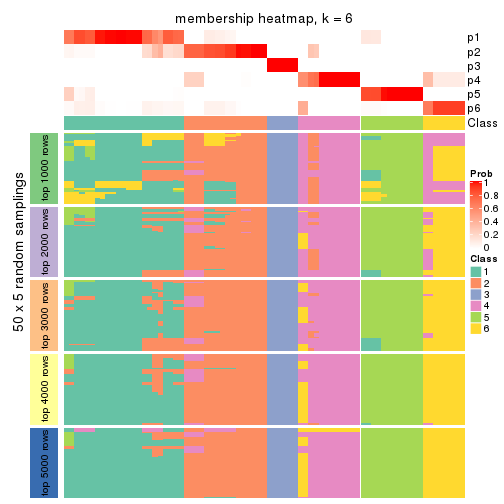 membership heatmap, k = 6
p1
p2
p3
p4
p5
p6
Class
50 x 5 random samplings
top 1000 rows
top 2000 rows
top 3000 rows
top 4000 rows
top 5000 rows
Prob
1
0.8
0.6
0.4
0.2
0
Class
1
2
3
4
5
6